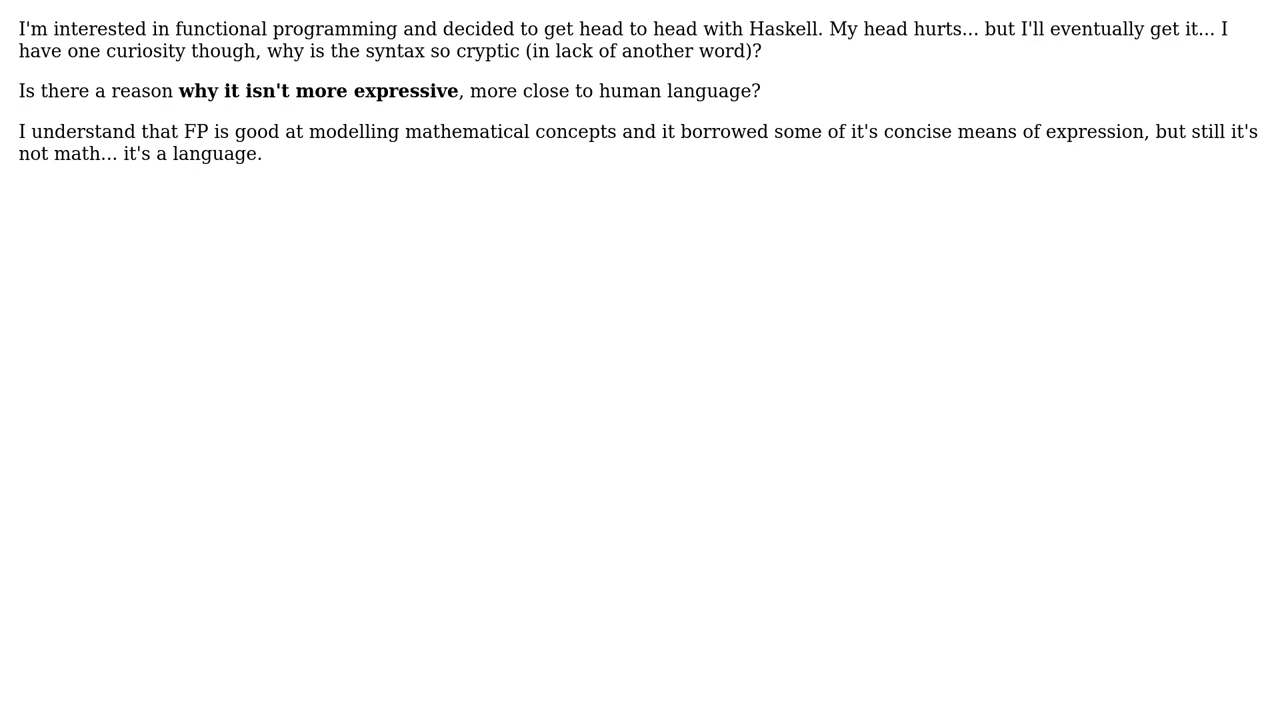 I'm interested in functional programming and decided to get head to head with Haskell. My head hurts... but I'll eventually get it... I
have one curiosity though, why is the syntax so cryptic (in lack of another word)?
Is there a reason why it isn't more expressive, more close to human language?
I understand that FP is good at modelling mathematical concepts and it borrowed some of it's concise means of expression, but still it's
not math... it's a language.